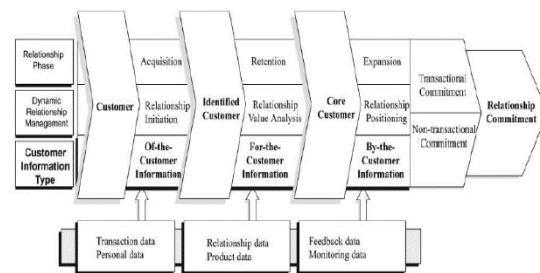 Relationship
Phase
Acquisition
Retention
Expansion
Transactional
Commitment
Dynamic
Relationship
Management
Customer
Relationship
Initiation
Identified
Customer
Relationship
Value Analysis
Core
Customer
Relationship
Positioning
Relationship
Commitment
Non-transactional
Commitment
Customer
Information
Type
Of-the-
Customer
Information
For-the-
Customer
Information
By-the-
Customer
Information
Transaction data
Personal data
Relationship data
Product data
Feedback data
Monitoring data